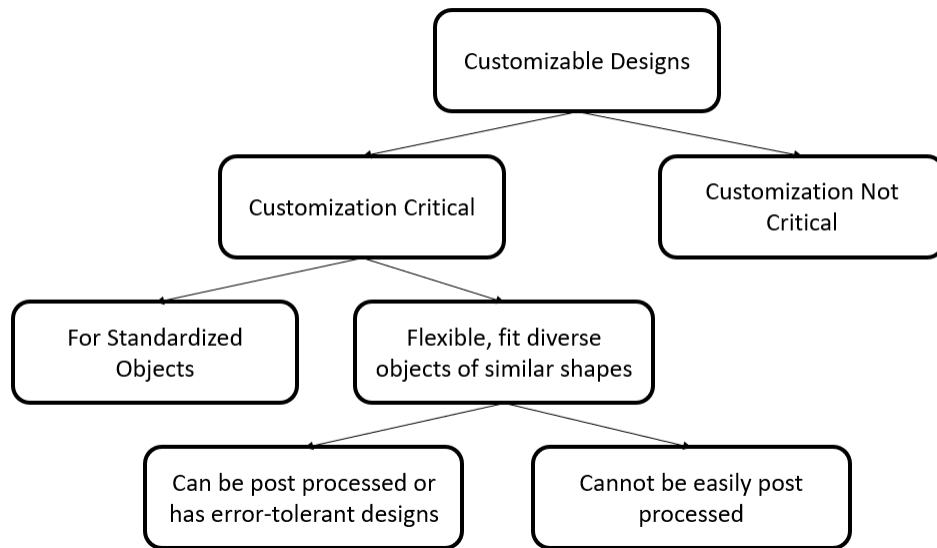 Customizable Designs
Customization Critical
Customization Not
Critical
For Standardized
Objects
Flexible, fit diverse
objects of similar shapes
Can be post processed or
has error-tolerant designs
Cannot be easily post
processed